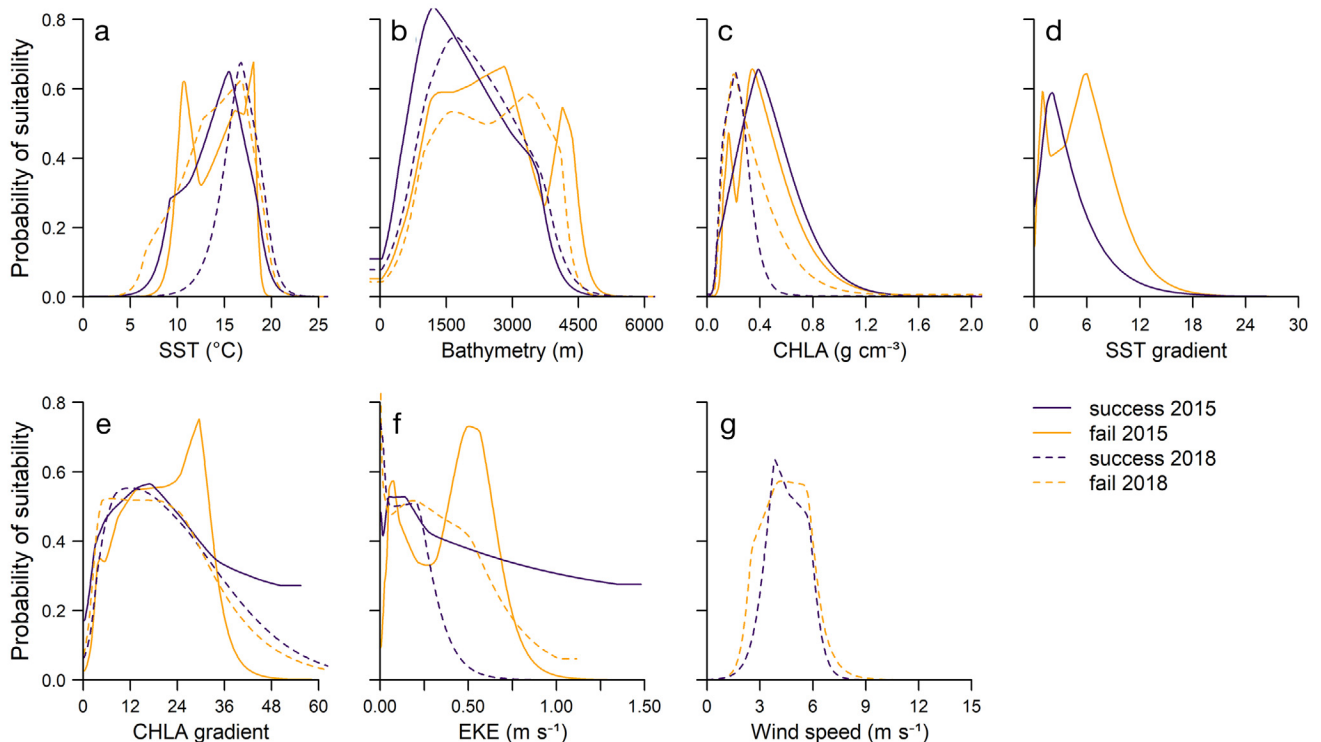 a
b
c
d
Probability of suitability
0.8
0.6
0.4
0.2
0.0
0 5 10 15 20 25
SST (°C)
0 1500 3000 4500 6000
Bathymetry (m)
0.0 0.4 0.8 1.2 1.6 2.0
CHLA (g cm⁻³)
0 6 12 18 24 30
SST gradient
e
f
g
Probability of suitability
0.8
0.6
0.4
0.2
0.0
0 12 24 36 48 60
CHLA gradient
0.00 0.50 1.00 1.50
EKE (m s⁻¹)
0 3 6 9 12 15
Wind speed (m s⁻¹)
success 2015
fail 2015
success 2018
fail 2018